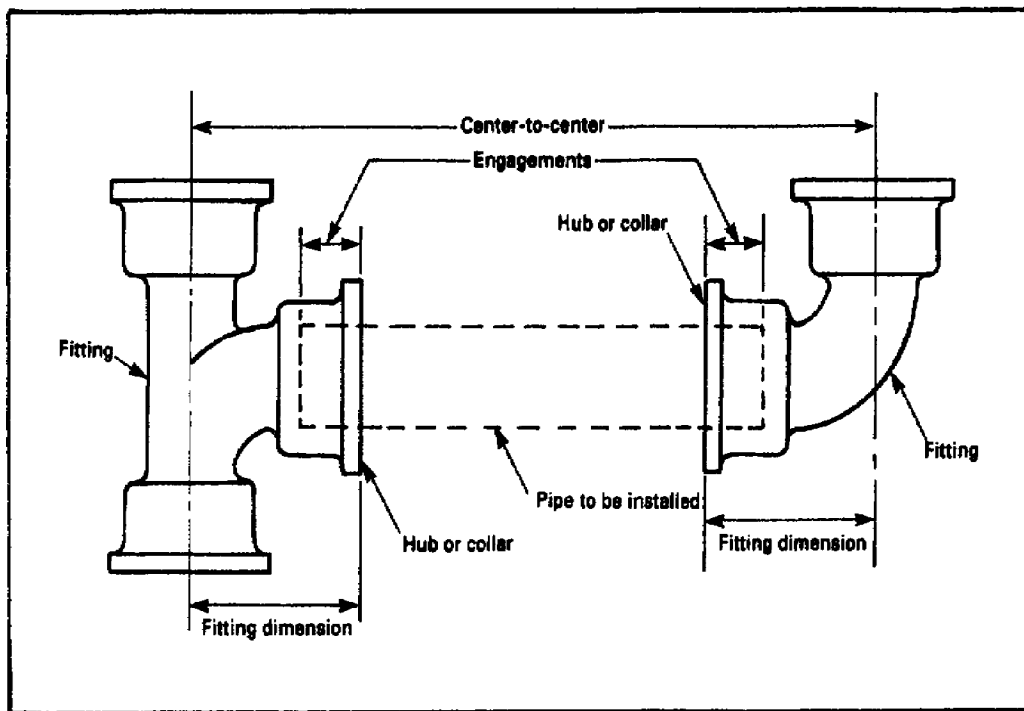 Center-to-center
Engagements
Hub or collar
Fitting
Fitting
Pipe to be installed
Hub or collar
Fitting dimension
Fitting dimension